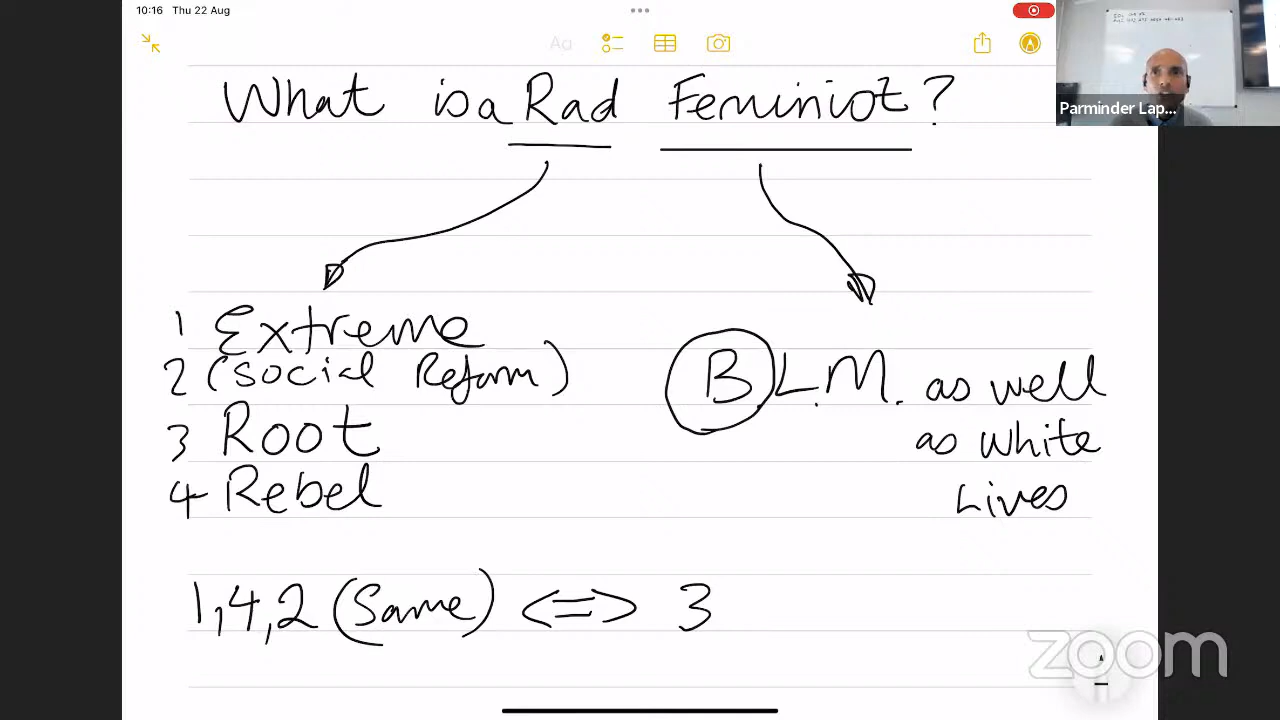 10:16 Thu 22 Aug
Aa
Parminder Lap...
What is a Rad Feminist?
1 Extreme
2 (Social Reform)
3 Root
4 Rebel
B.L.M. as well
as white
Lives
1,4,2 (Same) <=> 3
zoom